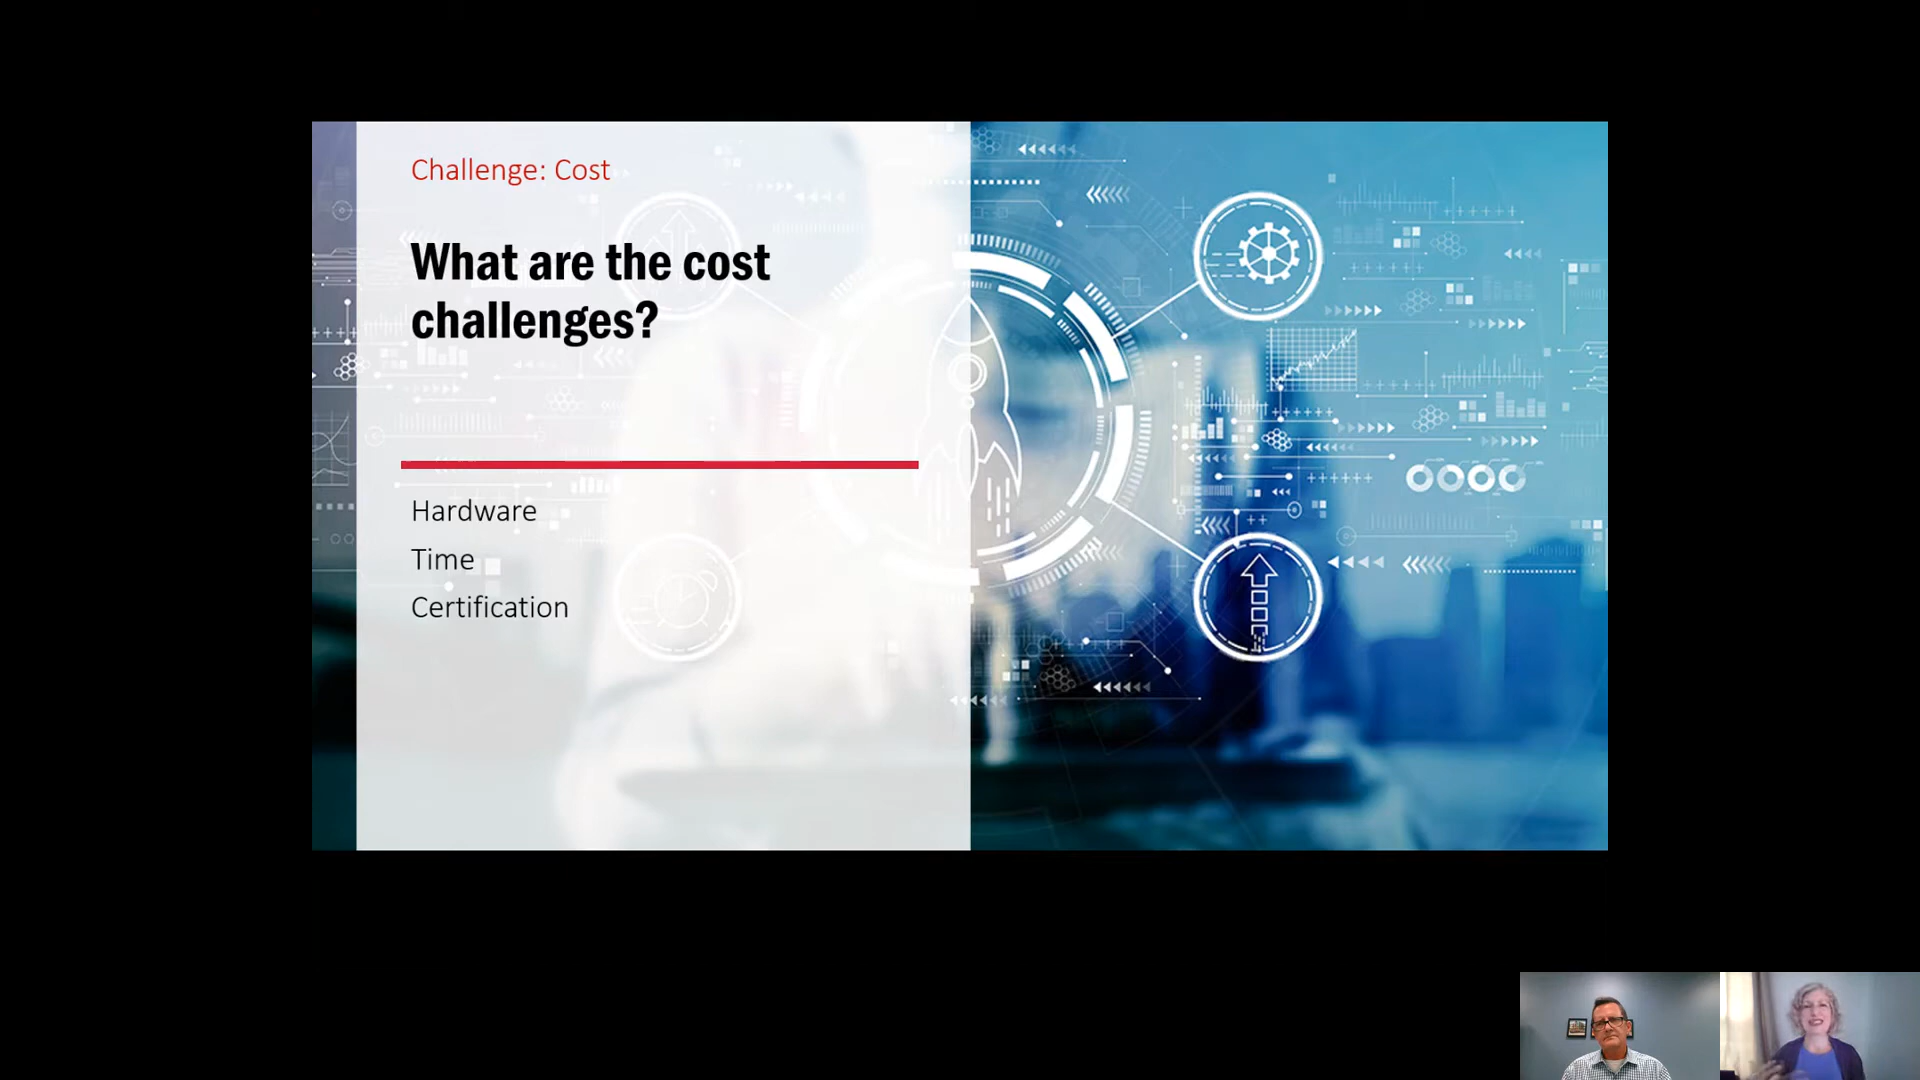 Challenge: Cost
What are the cost
challenges?
Hardware
Time
Certification